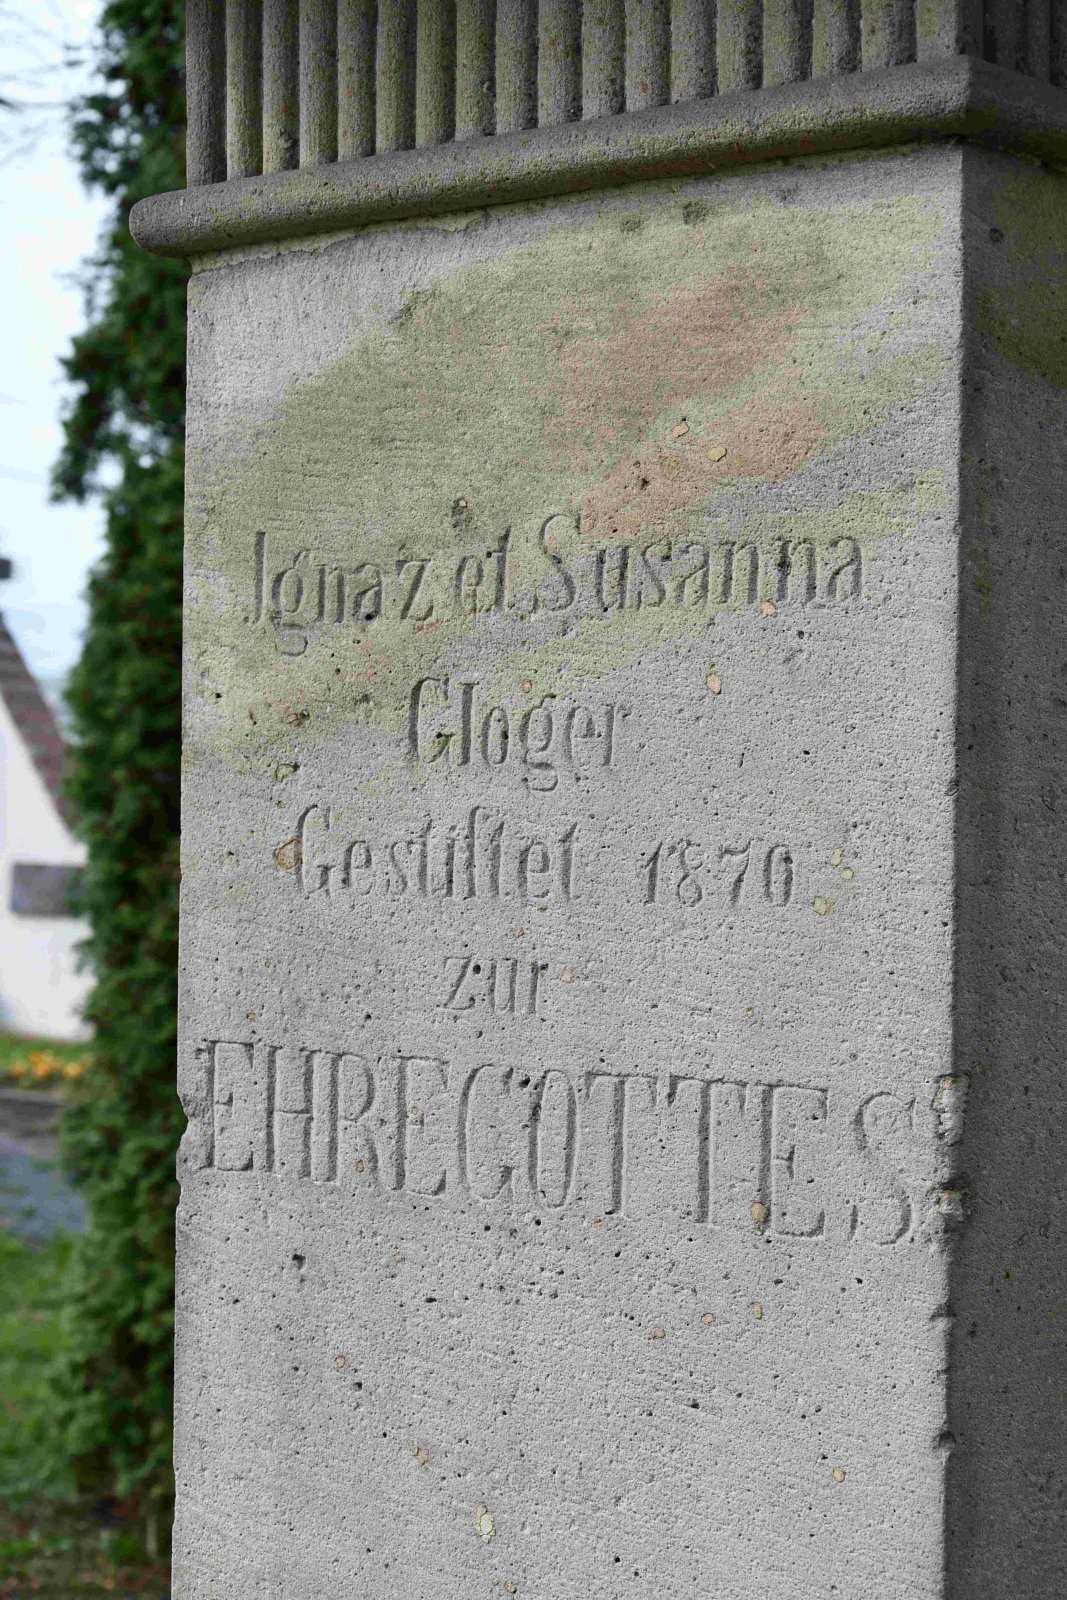 Ignaz et Susanna
Gloger
Gestiftet 1870
zur
EHREGOTTES